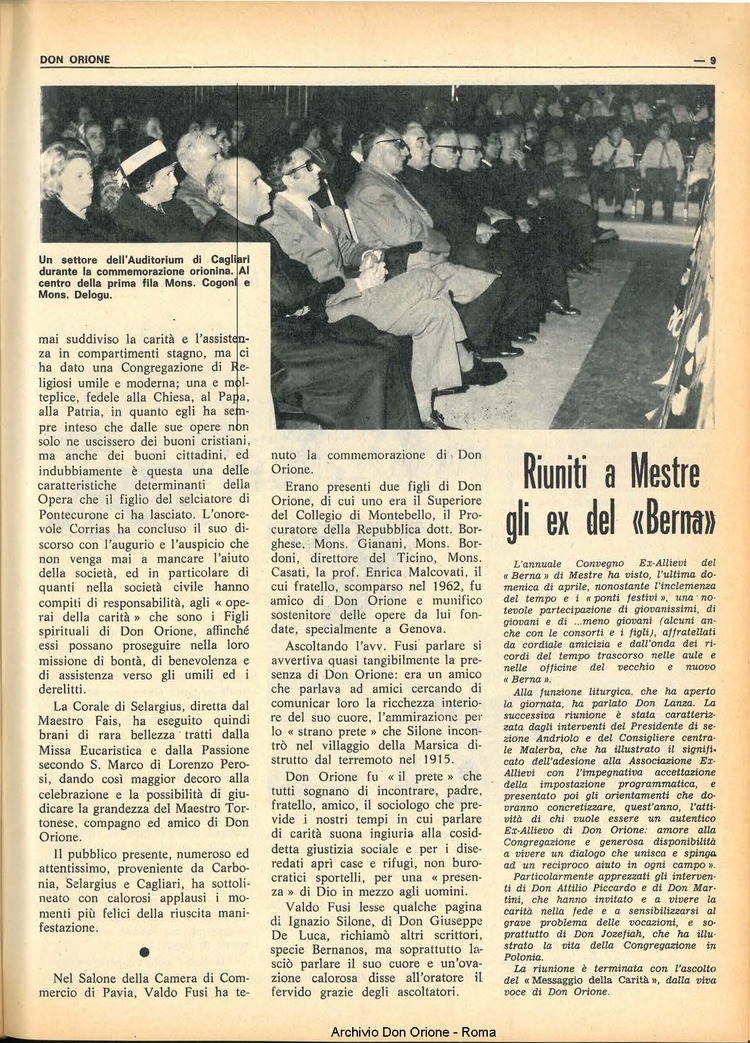 DON ORIONE
— 9
Un settore dell'Auditorium di Cagliari
durante la commemorazione orionina. Al
centro della prima fila Mons. Cogoni e
Mons. Delogu.
mai suddiviso la carità e l'assisten-
za in compartimenti stagno, ma ci
ha dato una Congregazione di Re-
ligiosi umile e moderna; una e mol-
teplice, fedele alla Chiesa, al Papa,
alla Patria, in quanto egli ha sem-
pre inteso che dalle sue opere non
solo ne uscissero dei buoni cristiani,
ma anche dei buoni cittadini, ed
indubbiamente è questa una delle
caratteristiche determinanti della
Opera che il figlio del selciatore di
Pontecurone ci ha lasciato. L'onore-
vole Corrias ha concluso il suo di-
scorso con l'augurio e l'auspicio che
non venga mai a mancare l'aiuto
della società, ed in particolare di
quanti nella società civile hanno
compiti di responsabilità, agli « ope-
rai della carità » che sono i Figli
spirituali di Don Orione, affinché
essi possano proseguire nella loro
missione di bontà, di benevolenza e
di assistenza verso gli umili ed i
derelitti.
La Corale di Selargius, diretta dal
Maestro Fais, ha eseguito quindi
brani di rara bellezza tratti dalla
Missa Eucaristica e dalla Passione
secondo S. Marco di Lorenzo Pero-
si, dando così maggior decoro alla
celebrazione e la possibilità di giu-
dicare la grandezza del Maestro Tor-
tonese, compagno ed amico di Don
Orione.
Il pubblico presente, numeroso ed
attentissimo, proveniente da Carbo-
nia, Selargius e Cagliari, ha sottoli-
neato con calorosi applausi i mo-
menti più felici della riuscita mani-
festazione.
●
Nel Salone della Camera di Com-
mercio di Pavia, Valdo Fusi ha te-
nuto la commemorazione di Don
Orione.
Erano presenti due figli di Don
Orione, di cui uno era il Superiore
del Collegio di Montebello, il Pro-
curatore della Repubblica dott. Bor-
ghese, Mons. Gianani, Mons. Bor-
doni, direttore del Ticino, Mons.
Casati, la prof. Enrica Malcovati, il
cui fratello, scomparso nel 1962, fu
amico di Don Orione e munifico
sostenitore delle opere da lui fon-
date, specialmente a Genova.
Ascoltando l'avv. Fusi parlare si
avvertiva quasi tangibilmente la pre-
senza di Don Orione: era un amico
che parlava ad amici cercando di
comunicar loro la ricchezza interio-
re del suo cuore, l'ammirazione per
lo « strano prete » che Silone incon-
trò nel villaggio della Marsica di-
strutto dal terremoto nel 1915.
Don Orione fu « il prete » che
tutti sognano di incontrare, padre,
fratello, amico, il sociologo che pre-
vide i nostri tempi in cui parlare
di carità suona ingiuria alla cosid-
detta giustizia sociale e per i dise-
redati aprì case e rifugi, non buro-
cratici sportelli, per una « presen-
za » di Dio in mezzo agli uomini.
Valdo Fusi lesse qualche pagina
di Ignazio Silone, di Don Giuseppe
De Luca, richiamò altri scrittori,
specie Bernanos, ma soprattutto la-
sciò parlare il suo cuore e un'ova-
zione calorosa disse all'oratore il
fervido grazie degli ascoltatori.
Riuniti a Mestre
gli ex del «Berna»
L'annuale Convegno Ex-Allievi del
« Berna » di Mestre ha visto, l'ultima do-
menica di aprile, nonostante l'inclemenza
del tempo e i « ponti festivi », una no-
tevole partecipazione di giovanissimi, di
giovani e di ...meno giovani (alcuni an-
che con le consorti e i figli), affratellati
da cordiale amicizia e dall'onda dei ri-
cordi del tempo trascorso nelle aule e
nelle officine del vecchio e nuovo
« Berna ».
Alla funzione liturgica, che ha aperto
la giornata, ha parlato Don Lanza. La
successiva riunione è stata caratteriz-
zata dagli interventi del Presidente di se-
zione Andriolo e del Consigliere centra-
le Malerba, che ha illustrato il signifi-
cato dell'adesione alla Associazione Ex-
Allievi con l'impegnativa accettazione
della impostazione programmatica, e
presentato poi gli orientamenti che do-
vranno concretizzare, quest'anno, l'atti-
vità di chi vuole essere un autentico
Ex-Allievo di Don Orione: amore alla
Congregazione e generosa disponibilità
a vivere un dialogo che unisca e spinga
ad un reciproco aiuto in ogni campo ».
Particolarmente apprezzati gli interven-
ti di Don Attilio Piccardo e di Don Mar-
tini, che hanno invitato e a vivere la
carità nella fede e a sensibilizzarsi al
grave problema delle vocazioni, e so-
prattutto di Don Jozefiah, che ha illu-
strato la vita della Congregazione in
Polonia.
La riunione è terminata con l'ascolto
del « Messaggio della Carità », dalla viva
voce di Don Orione.
Archivio Don Orione - Roma